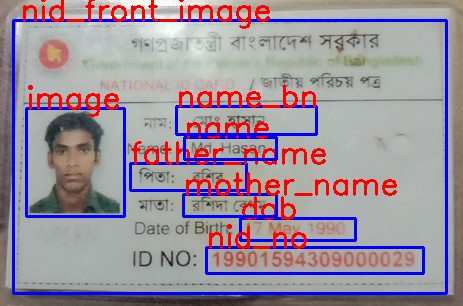 nid_front_image
গণপ্রজাতন্ত্রী বাংলাদেশ সরকার
Government of the People's Republic of Bangladesh
NATIONAL ID CARD / জাতীয় পরিচয় পত্র
image
name_bn
নাম: মোঃ হাসান
name
Name: Md. Hasan
father_name
পিতা: বশির
mother_name
মাতা: রশিদা বেগম
dob
Date of Birth: 17 May 1990
nid_no
ID NO: 19901594309000029